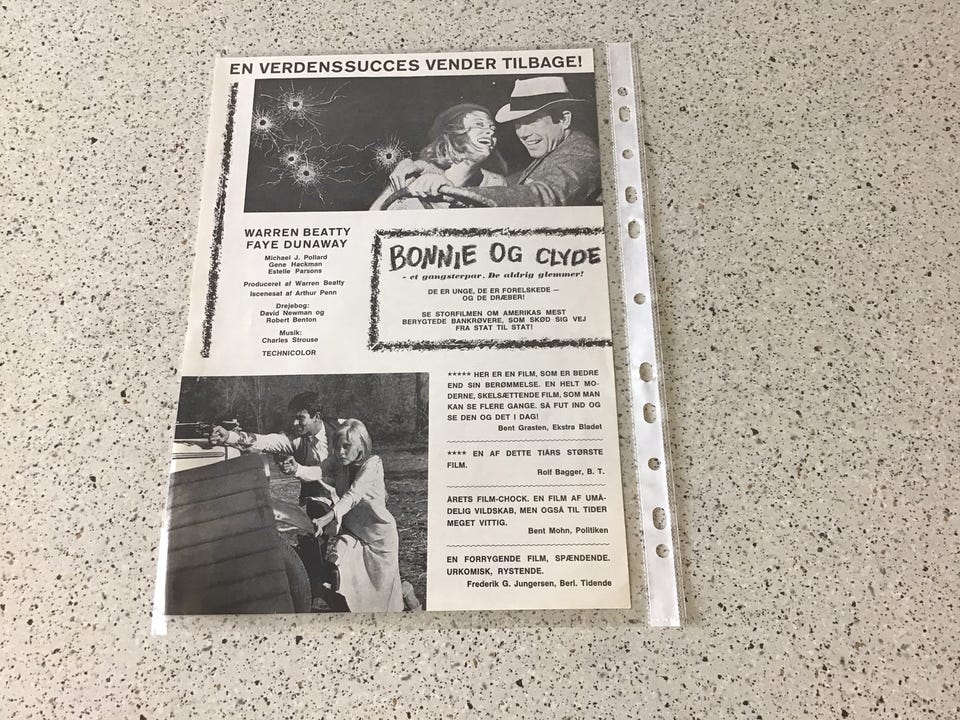 EN VERDENSSUCCES VENDER TILBAGE!
WARREN BEATTY
FAYE DUNAWAY
Michael J. Pollard
Gene Hackman
Estelle Parsons
Produceret af Warren Beatty
Iscenesat af Arthur Penn
Drejebog:
David Newman og
Robert Benton
Musik:
Charles Strouse
TECHNICOLOR
BONNIE OG CLYDE
- et gangsterpar. De aldrig glemmer!
DE ER UNGE, DE ER FORELSKEDE —
OG DE DRÆBER!
SE STORFILMEN OM AMERIKAS MEST
BERYGTEDE BANKRØVERE, SOM SKØD SIG VEJ
FRA STAT TIL STAT!
***** HER ER EN FILM, SOM ER BEDRE
END SIN BERØMMELSE. EN HELT MO-
DERNE, SKELSÆTTENDE FILM, SOM MAN
KAN SE FLERE GANGE. SÅ FUT IND OG
SE DEN OG DET I DAG!
Bent Grasten, Ekstra Bladet
**** EN AF DETTE TIÅRS STØRSTE
FILM.
Rolf Bagger, B. T.
ÅRETS FILM-CHOCK. EN FILM AF UMÅ-
DELIG VILDSKAB, MEN OGSÅ TIL TIDER
MEGET VITTIG.
Bent Mohn, Politiken
EN FORRYGENDE FILM, SPÆNDENDE.
URKOMISK, RYSTENDE.
Frederik G. Jungersen, Berl. Tidende